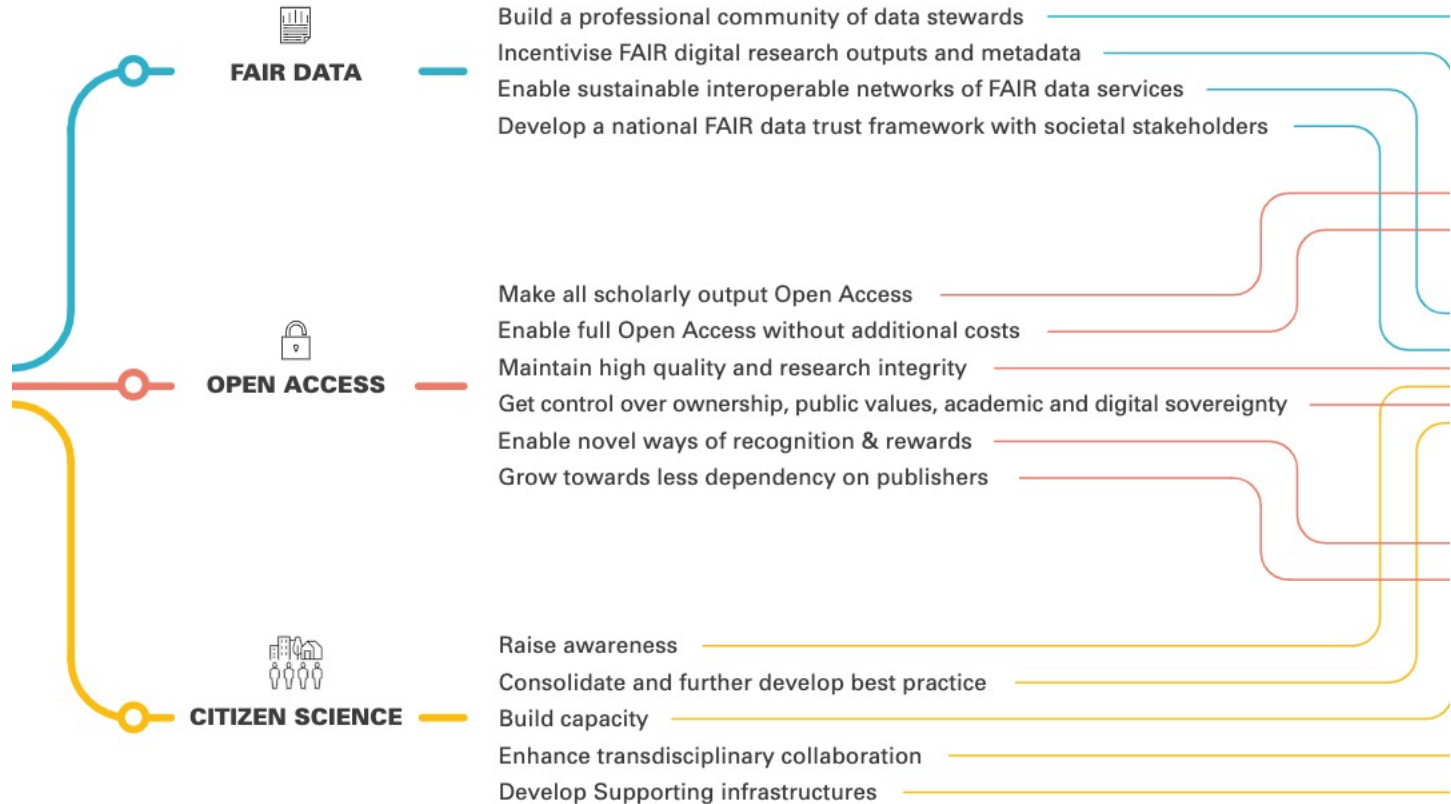 FAIR DATA
Build a professional community of data stewards
Incentivise FAIR digital research outputs and metadata
Enable sustainable interoperable networks of FAIR data services
Develop a national FAIR data trust framework with societal stakeholders
OPEN ACCESS
Make all scholarly output Open Access
Enable full Open Access without additional costs
Maintain high quality and research integrity
Get control over ownership, public values, academic and digital sovereignty
Enable novel ways of recognition & rewards
Grow towards less dependency on publishers
CITIZEN SCIENCE
Raise awareness
Consolidate and further develop best practice
Build capacity
Enhance transdisciplinary collaboration
Develop Supporting infrastructures